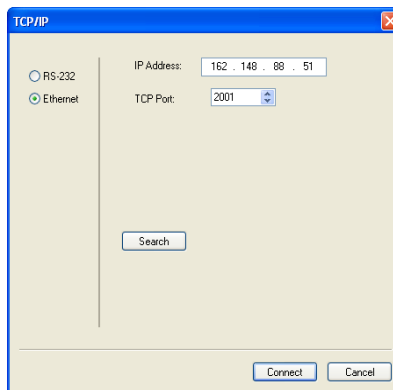 TCP/IP
RS-232
Ethernet
IP Address: 162 . 148 . 88 . 51
TCP Port: 2001
Search
Connect Cancel